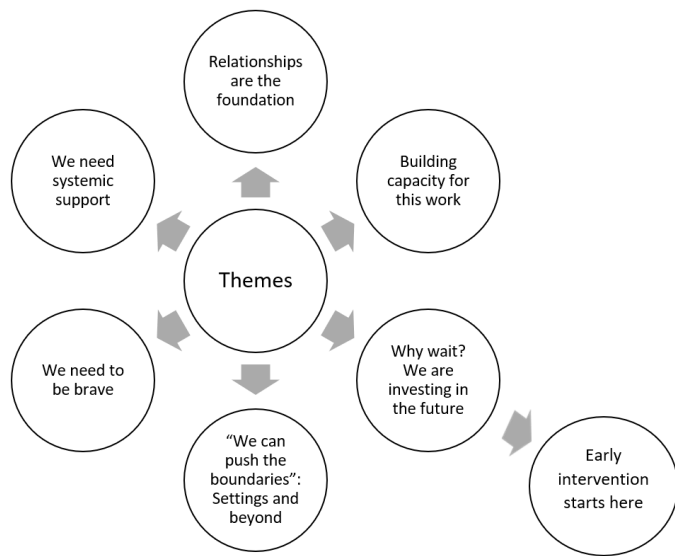 Relationships
are the
foundation
We need
systemic
support
Building
capacity for
this work
Themes
We need to
be brave
Why wait?
We are
investing in
the future
“We can
push the
boundaries”:
Settings and
beyond
Early
intervention
starts here